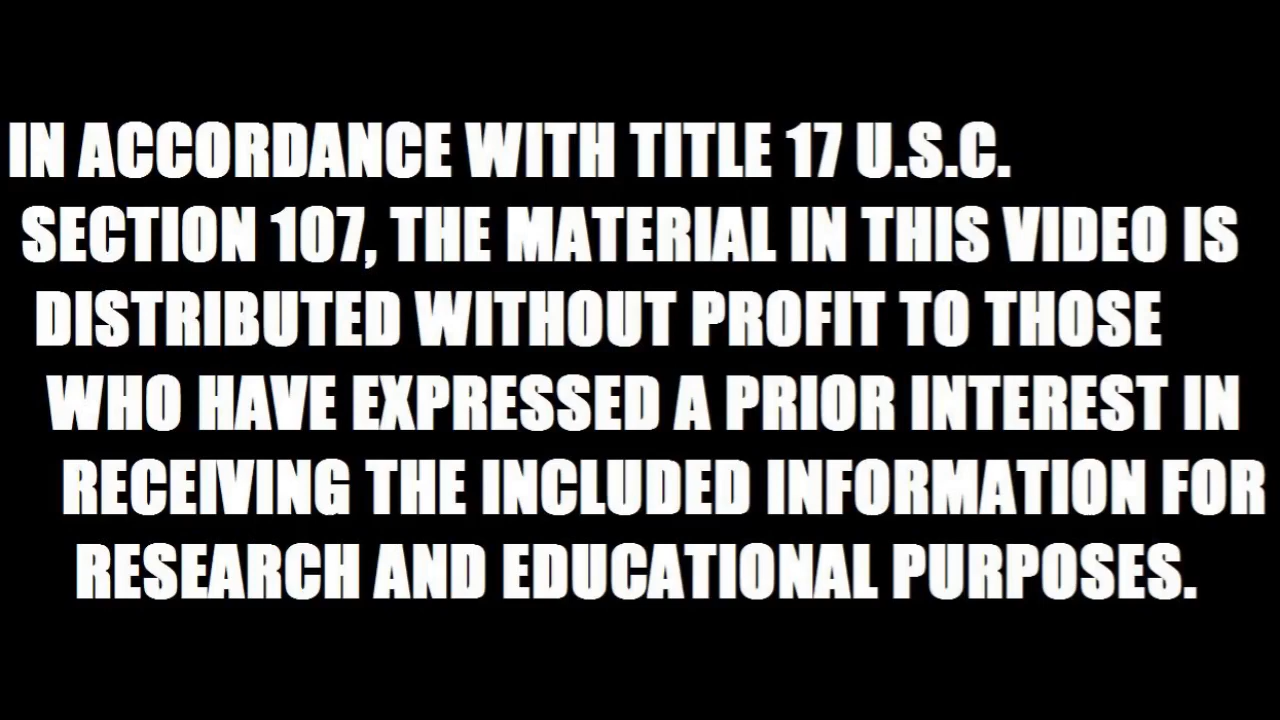 IN ACCORDANCE WITH TITLE 17 U.S.C.
SECTION 107, THE MATERIAL IN THIS VIDEO IS
DISTRIBUTED WITHOUT PROFIT TO THOSE
WHO HAVE EXPRESSED A PRIOR INTEREST IN
RECEIVING THE INCLUDED INFORMATION FOR
RESEARCH AND EDUCATIONAL PURPOSES.